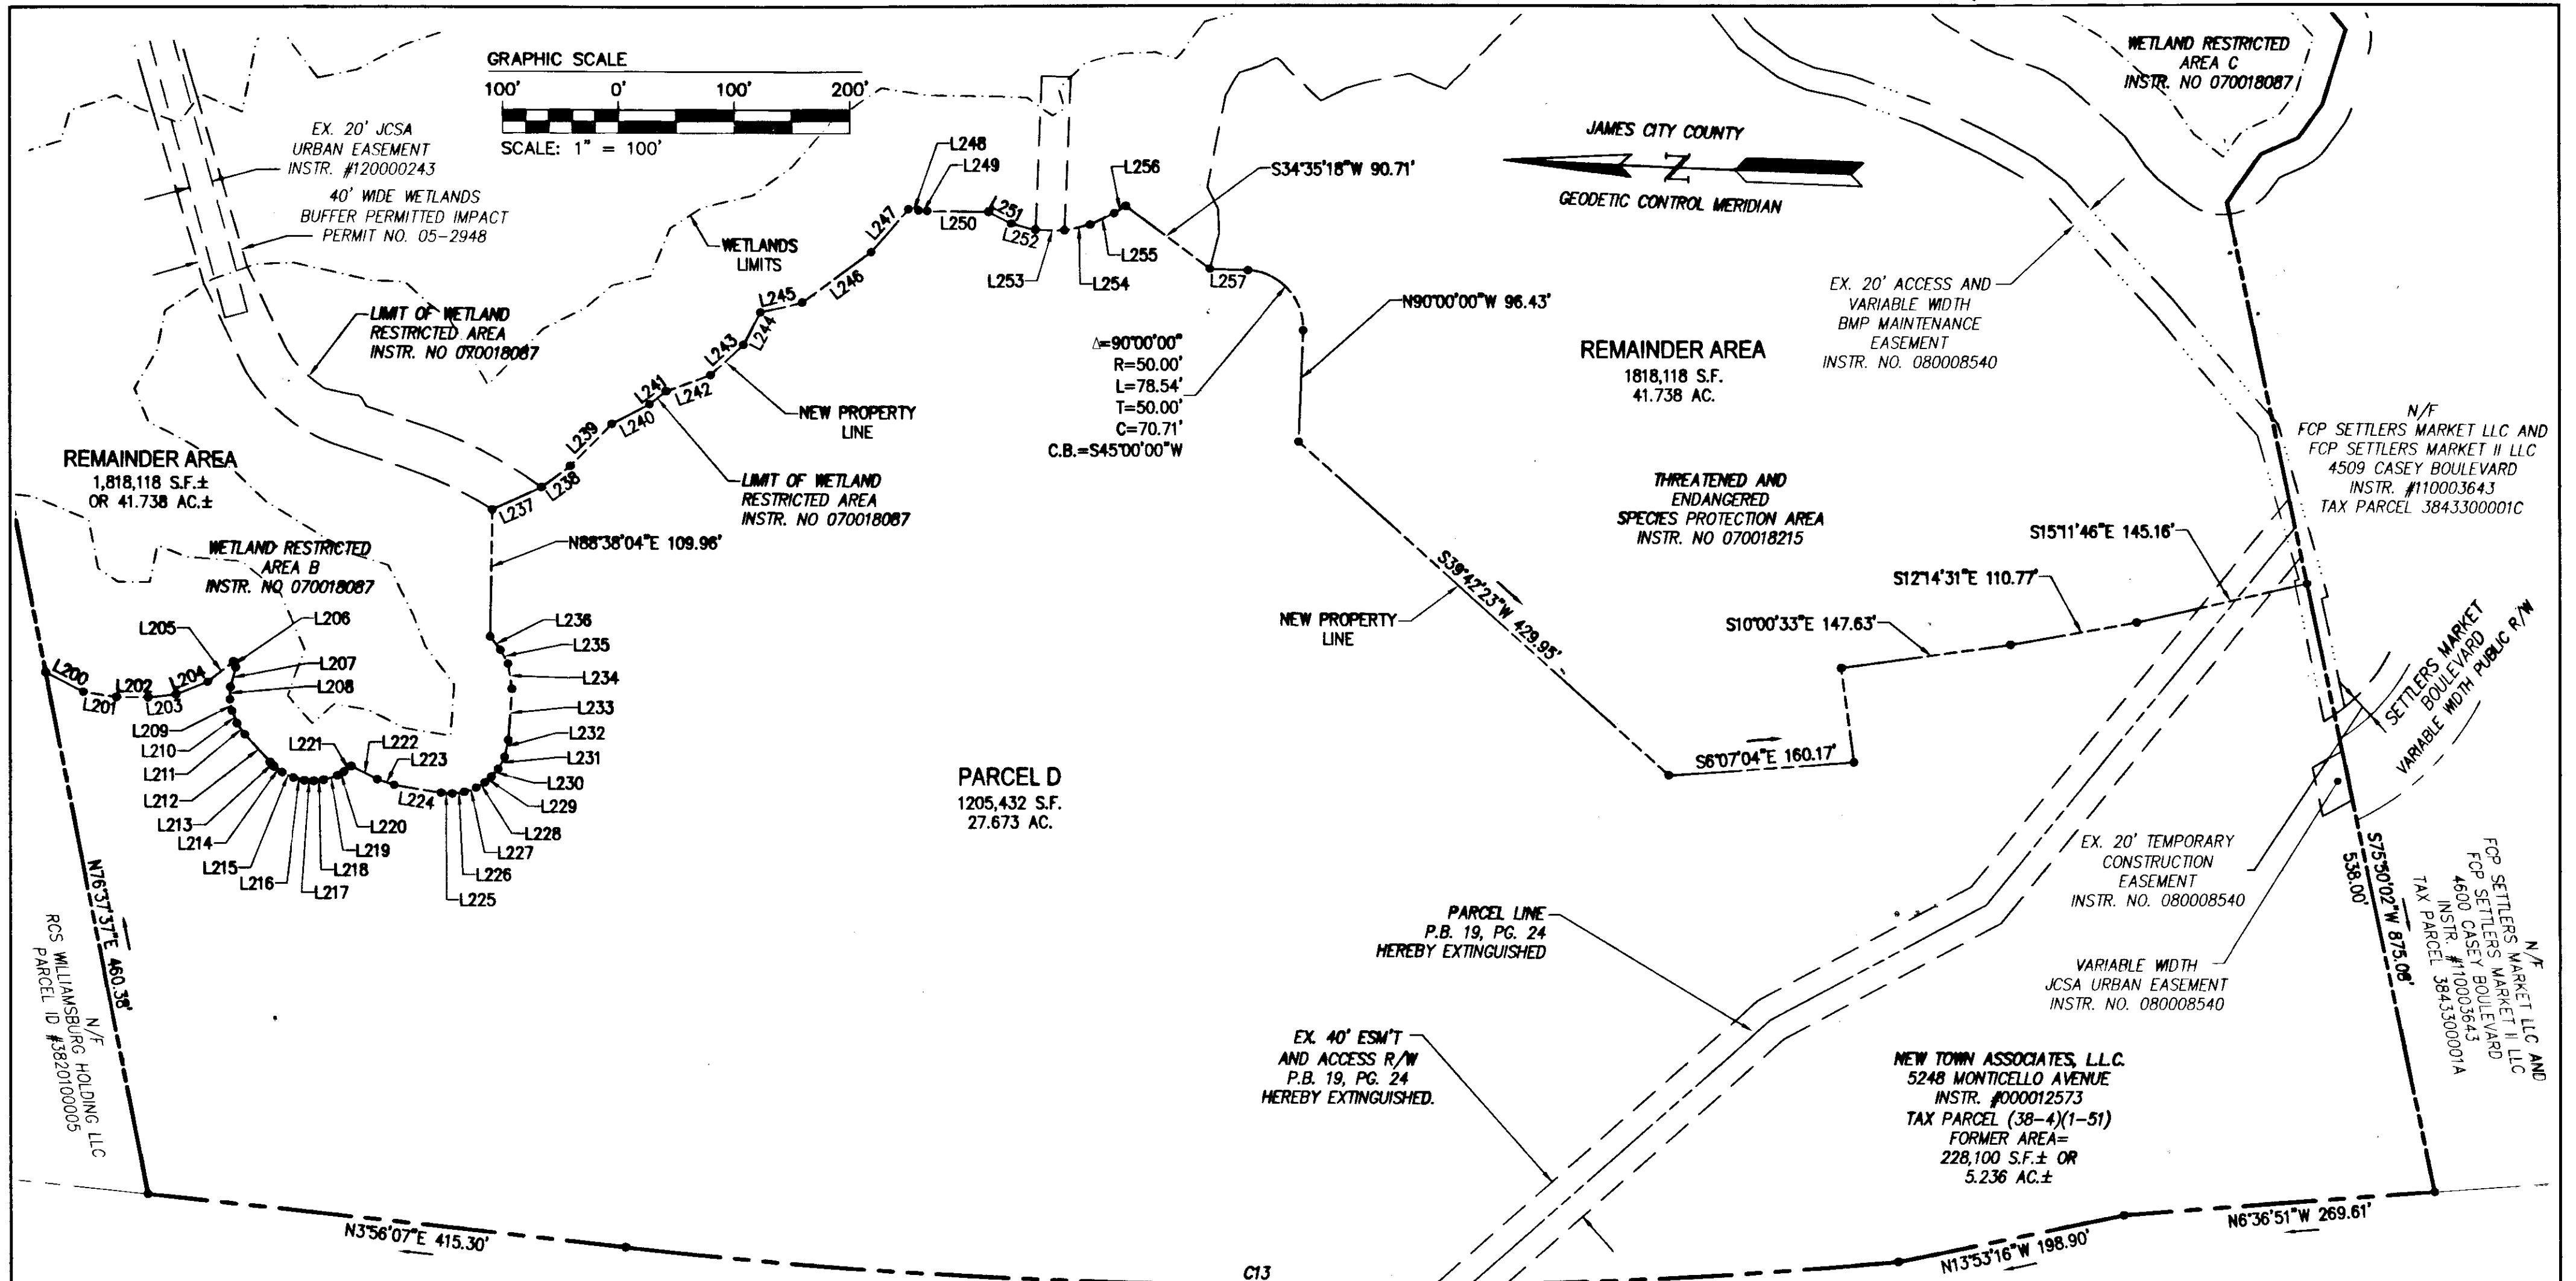 GRAPHIC SCALE
100' 0' 100' 200'
SCALE: 1" = 100'
EX. 20' JCSA
URBAN EASEMENT
INSTR. #120000243
40' WIDE WETLANDS
BUFFER PERMITTED IMPACT
PERMIT NO. 05-2948
LIMIT OF WETLAND
RESTRICTED AREA
INSTR. NO 070018087
WETLANDS
LIMITS
L248
L249
L247
L250
L251
L252
L253
L254
L255
L256
L257
S34°35'18"W 90.71'
JAMES CITY COUNTY
N
GEODETIC CONTROL MERIDIAN
WETLAND RESTRICTED
AREA C
INSTR. NO 070018087
EX. 20' ACCESS AND
VARIABLE WIDTH
BMP MAINTENANCE
EASEMENT
INSTR. NO. 080008540
L246
L245
L244
L243
L242
L241
L240
L239
L238
L237
NEW PROPERTY
LINE
LIMIT OF WETLAND
RESTRICTED AREA
INSTR. NO 070018087
Δ=90°00'00"
R=50.00'
L=78.54'
T=50.00'
C=70.71'
C.B.=S45°00'00"W
N90°00'00"W 96.43'
REMAINDER AREA
1818,118 S.F.
41.738 AC.
THREATENED AND
ENDANGERED
SPECIES PROTECTION AREA
INSTR. NO 070018215
N/F
FCP SETTLERS MARKET LLC AND
FCP SETTLERS MARKET II LLC
4509 CASEY BOULEVARD
INSTR. #110003643
TAX PARCEL 3843300001C
REMAINDER AREA
1,818,118 S.F.±
OR 41.738 AC.±
WETLAND RESTRICTED
AREA B
INSTR. NO 070018087
N88°38'04"E 109.96'
L200
L201
L202
L203
L204
L205
L206
L207
L208
L209
L210
L211
L212
L213
L214
L215
L216
L217
L218
L219
L220
L221
L222
L223
L224
L225
L226
L227
L228
L229
L230
L231
L232
L233
L234
L235
L236
NEW PROPERTY
LINE
S39°42'23"W 429.95'
S6°07'04"E 160.17'
S10°00'33"E 147.63'
S12°14'31"E 110.77'
S15°11'46"E 145.16'
SETTLERS MARKET
BOULEVARD
VARIABLE WIDTH PUBLIC R/W
PARCEL D
1205,432 S.F.
27.673 AC.
EX. 20' TEMPORARY
CONSTRUCTION
EASEMENT
INSTR. NO. 080008540
VARIABLE WIDTH
JCSA URBAN EASEMENT
INSTR. NO. 080008540
S75°50'02"W 875.08'
538.00'
N/F
FCP SETTLERS MARKET LLC AND
FCP SETTLERS MARKET II LLC
4600 CASEY BOULEVARD
INSTR. #110003643
TAX PARCEL 3843300001A
PARCEL LINE
P.B. 19, PG. 24
HEREBY EXTINGUISHED
EX. 40' ESM'T
AND ACCESS R/W
P.B. 19, PG. 24
HEREBY EXTINGUISHED.
NEW TOWN ASSOCIATES, L.L.C.
5248 MONTICELLO AVENUE
INSTR. #000012573
TAX PARCEL (38-4)(1-51)
FORMER AREA=
228,100 S.F.± OR
5.236 AC.±
N76°37'37"E 460.38'
N/F
RCS WILLIAMSBURG HOLDING LLC
PARCEL ID #3820100005
N3°56'07"E 415.30'
C13
N13°53'16"W 198.90'
N6°36'51"W 269.61'